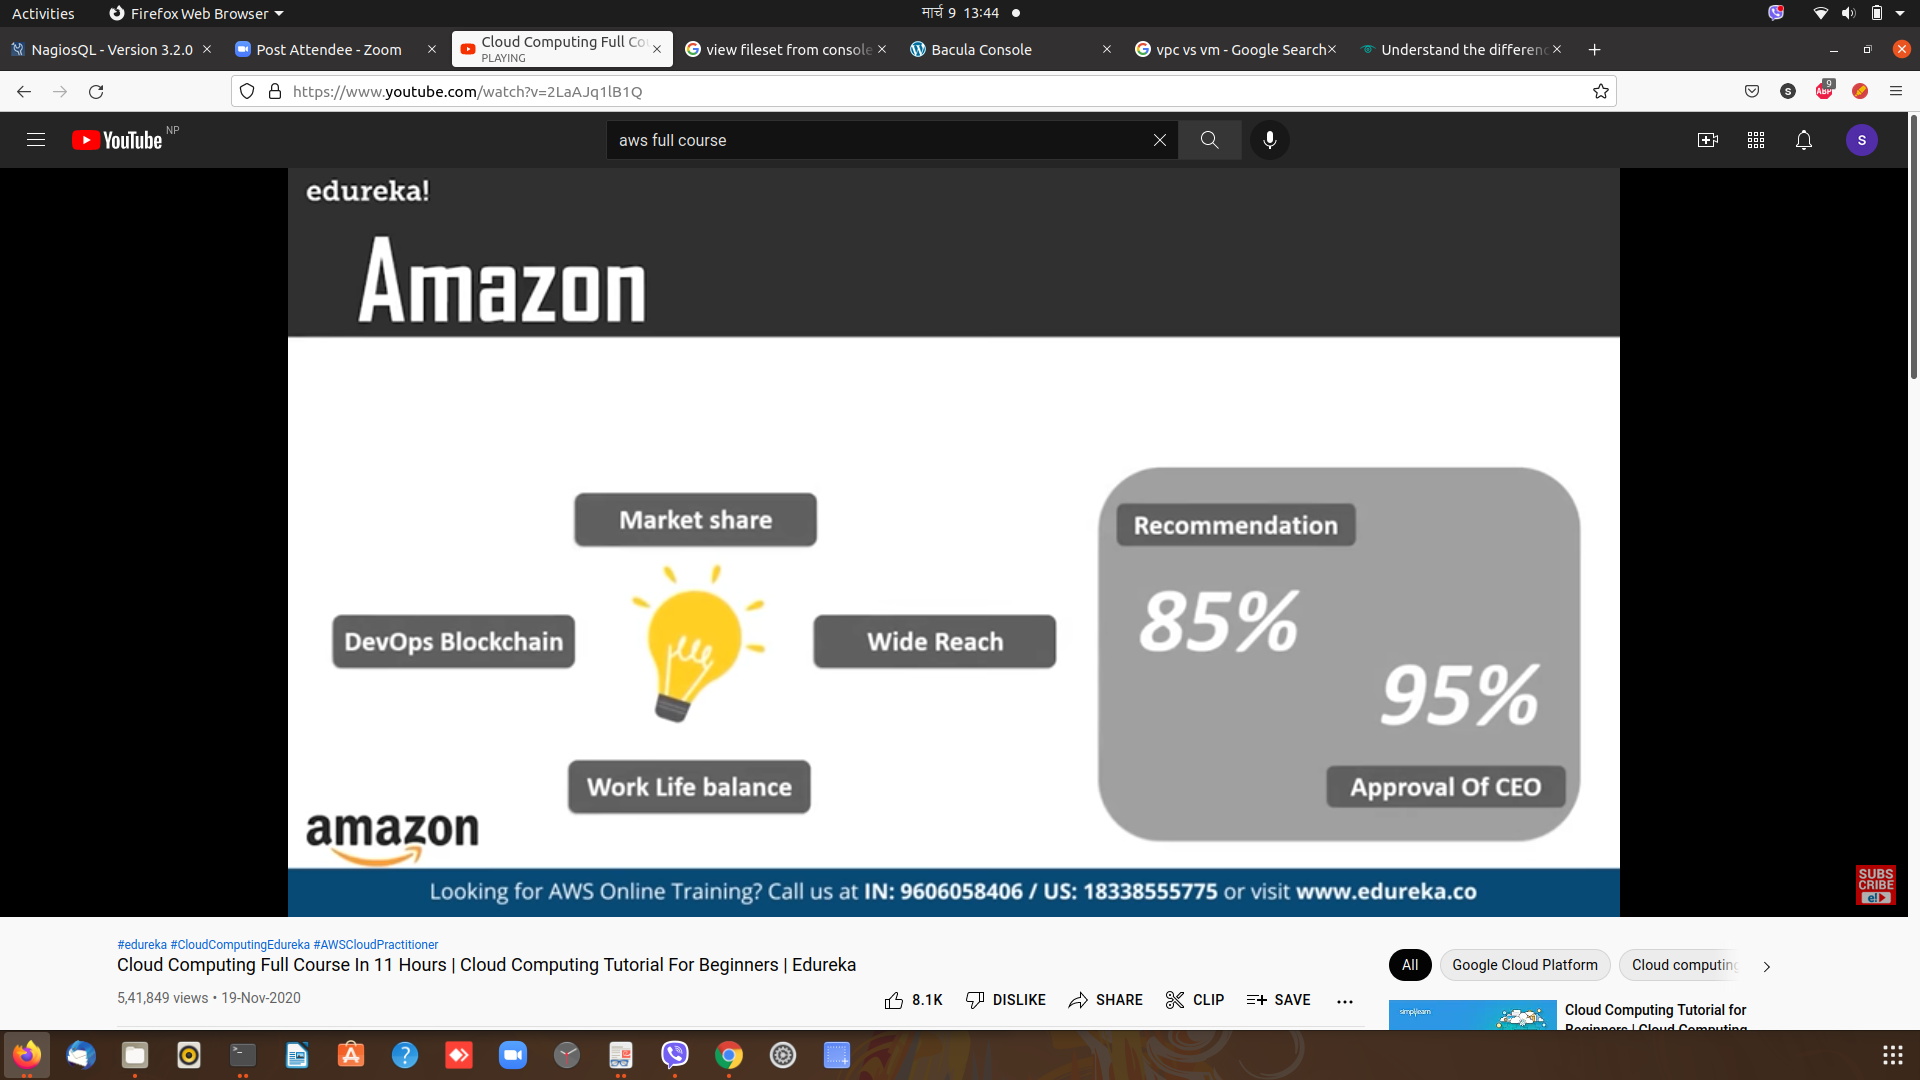 Activities
Firefox Web Browser
मार्च 9 13:44
NagiosQL - Version 3.2.0
Post Attendee - Zoom
Cloud Computing Full Co
PLAYING
view fileset from console
Bacula Console
vpc vs vm - Google Search
Understand the differenc
https://www.youtube.com/watch?v=2LaAJq1lB1Q
S
ABP
9
YouTube NP
aws full course
S
edureka!
Amazon
Market share
Recommendation
85%
DevOps Blockchain
Wide Reach
95%
Work Life balance
Approval Of CEO
amazon
Looking for AWS Online Training? Call us at IN: 9606058406 / US: 18338555775 or visit www.edureka.co
SUBS
CRIBE
e!
#edureka #CloudComputingEdureka #AWSCloudPractitioner
Cloud Computing Full Course In 11 Hours | Cloud Computing Tutorial For Beginners | Edureka
5,41,849 views • 19-Nov-2020
8.1K
DISLIKE
SHARE
CLIP
SAVE
All
Google Cloud Platform
Cloud computing
simplilearn
Cloud Computing Tutorial for
Beginners | Cloud Computing